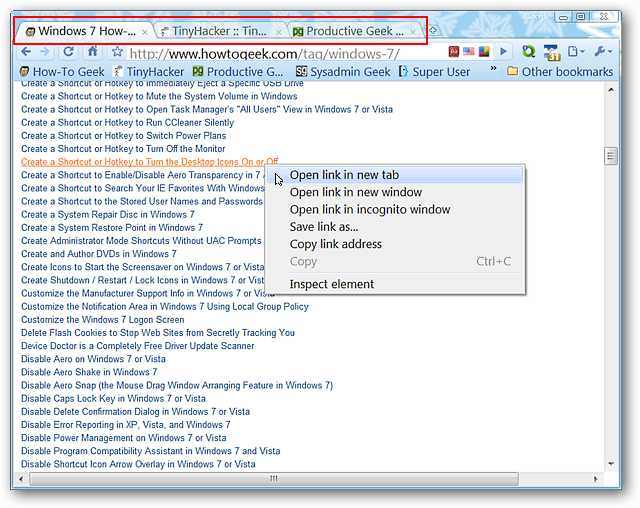 Windows 7 How-... TinyHacker :: Tin... Productive Geek ...
http://www.howtogeek.com/tag/windows-7/
How-To Geek TinyHacker Productive G... Sysadmin Geek Super User » Other bookmarks
Create a Shortcut or Hotkey to Immediately Eject a Specific USB Drive
Create a Shortcut or Hotkey to Mute the System Volume in Windows
Create a Shortcut or Hotkey to Open Task Manager's "All Users" View in Windows 7 or Vista
Create a Shortcut or Hotkey to Run CCleaner Silently
Create a Shortcut or Hotkey to Switch Power Plans
Create a Shortcut or Hotkey to Turn Off the Monitor
Create a Shortcut or Hotkey to Turn the Desktop Icons On or Off
Create a Shortcut to Enable/Disable Aero Transparency in 7
Create a Shortcut to Search Your IE Favorites With Windows
Create a Shortcut to the Stored User Names and Passwords
Create a System Repair Disc in Windows 7
Create a System Restore Point in Windows 7
Create Administrator Mode Shortcuts Without UAC Prompts
Create and Author DVDs in Windows 7
Create Icons to Start the Screensaver on Windows 7 or Vista
Create Shutdown / Restart / Lock Icons in Windows 7 or Vista
Customize the Manufacturer Support Info in Windows 7 or Vista
Customize the Notification Area in Windows 7 Using Local Group Policy
Customize the Windows 7 Logon Screen
Delete Flash Cookies to Stop Web Sites from Secretly Tracking You
Device Doctor is a Completely Free Driver Update Scanner
Disable Aero on Windows 7 or Vista
Disable Aero Shake in Windows 7
Disable Aero Snap (the Mouse Drag Window Arranging Feature in Windows 7)
Disable Caps Lock Key in Windows 7 or Vista
Disable Delete Confirmation Dialog in Windows 7 or Vista
Disable Error Reporting in XP, Vista, and Windows 7
Disable Power Management on Windows 7 or Vista
Disable Program Compatibility Assistant in Windows 7 and Vista
Disable Shortcut Icon Arrow Overlay in Windows 7 or Vista
Open link in new tab
Open link in new window
Open link in incognito window
Save link as...
Copy link address
Copy Ctrl+C
Inspect element